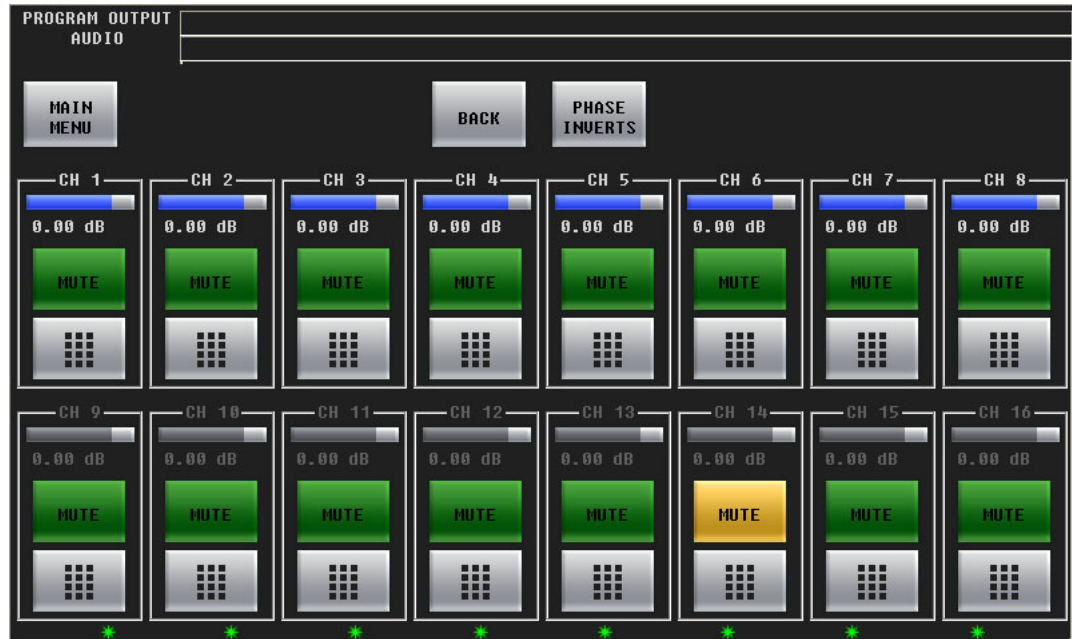 PROGRAM OUTPUT
AUDIO
MAIN
MENU
BACK
PHASE
INVERTS
CH 1 CH 2 CH 3 CH 4 CH 5 CH 6 CH 7 CH 8
0.00 dB 0.00 dB 0.00 dB 0.00 dB 0.00 dB 0.00 dB 0.00 dB 0.00 dB
MUTE MUTE MUTE MUTE MUTE MUTE MUTE MUTE
CH 9 CH 10 CH 11 CH 12 CH 13 CH 14 CH 15 CH 16
0.00 dB 0.00 dB 0.00 dB 0.00 dB 0.00 dB 0.00 dB 0.00 dB 0.00 dB
MUTE MUTE MUTE MUTE MUTE MUTE MUTE MUTE